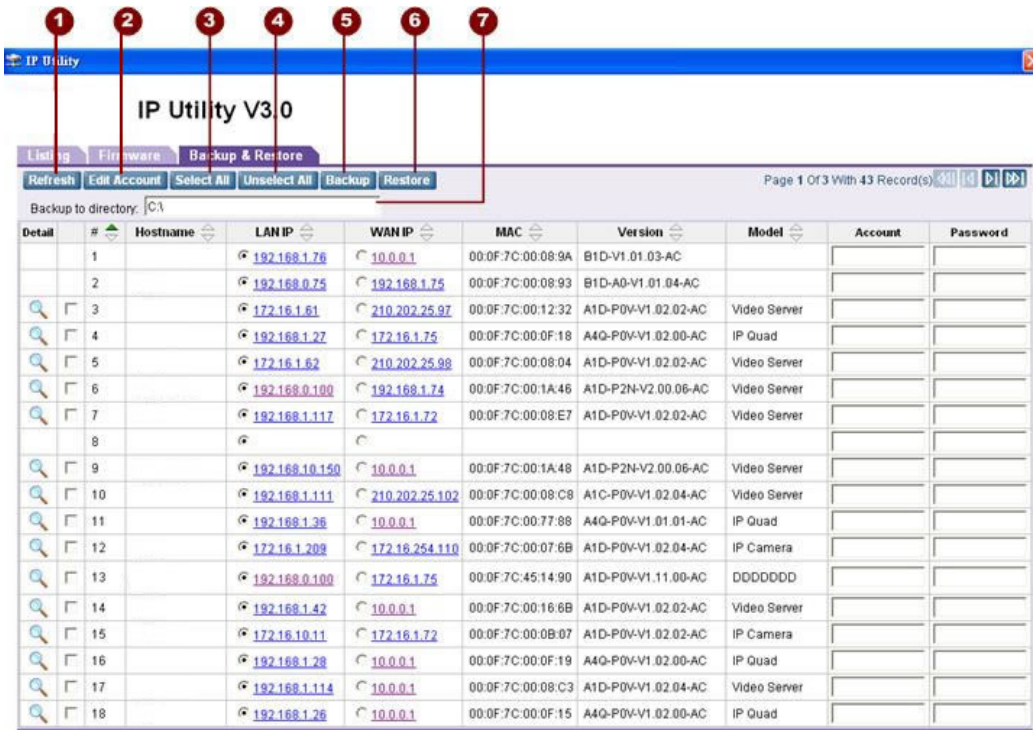 1 2 3 4 5 6 7
IP Utility
IP Utility V3.0
Listing Firmware Backup & Restore
Refresh Edit Account Select All Unselect All Backup Restore Page 1 Of 3 With 43 Record(s)
Backup to directory: C:\
Detail # Hostname LAN IP WAN IP MAC Version Model Account Password
1 192.168.1.76 10.0.0.1 00:0F:7C:00:08:9A B1D-V1.01.03-AC
2 192.168.0.75 192.168.1.75 00:0F:7C:00:08:93 B1D-A0-V1.01.04-AC
3 172.16.1.61 210.202.25.97 00:0F:7C:00:12:32 A1D-P0V-V1.02.02-AC Video Server
4 192.168.1.27 172.16.1.75 00:0F:7C:00:0F:18 A4Q-P0V-V1.02.00-AC IP Quad
5 172.16.1.62 210.202.25.98 00:0F:7C:00:08:04 A1D-P0V-V1.02.02-AC Video Server
6 192.168.0.100 192.168.1.74 00:0F:7C:00:1A:46 A1D-P2N-V2.00.06-AC Video Server
7 192.168.1.117 172.16.1.72 00:0F:7C:00:08:E7 A1D-P0V-V1.02.02-AC Video Server
8
9 192.168.10.150 10.0.0.1 00:0F:7C:00:1A:48 A1D-P2N-V2.00.06-AC Video Server
10 192.168.1.111 210.202.25.102 00:0F:7C:00:08:C8 A1C-P0V-V1.02.04-AC Video Server
11 192.168.1.36 10.0.0.1 00:0F:7C:00:77:88 A4Q-P0V-V1.01.01-AC IP Quad
12 172.16.1.209 172.16.254.110 00:0F:7C:00:07:6B A1D-P0V-V1.02.04-AC IP Camera
13 192.168.0.100 172.16.1.75 00:0F:7C:45:14:90 A1D-P0V-V1.11.00-AC DDDDDDD
14 192.168.1.42 10.0.0.1 00:0F:7C:00:16:6B A1D-P0V-V1.02.02-AC Video Server
15 172.16.10.11 172.16.1.72 00:0F:7C:00:0B:07 A1D-P0V-V1.02.02-AC IP Camera
16 192.168.1.28 10.0.0.1 00:0F:7C:00:0F:19 A4Q-P0V-V1.02.00-AC IP Quad
17 192.168.1.114 10.0.0.1 00:0F:7C:00:08:C3 A1D-P0V-V1.02.04-AC Video Server
18 192.168.1.26 10.0.0.1 00:0F:7C:00:0F:15 A4Q-P0V-V1.02.00-AC IP Quad